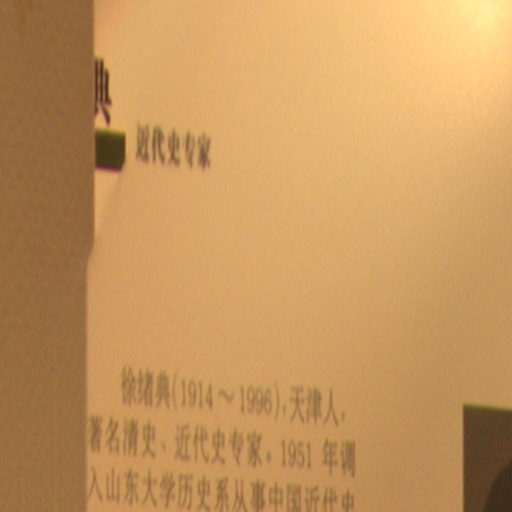 典
近代史专家
徐绪典(1914～1996),天津人,
著名清史、近代史专家。1951 年调
入山东大学历史系从事中国近代史